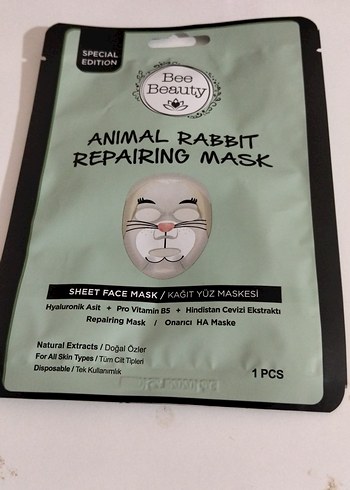 SPECIAL
EDITION
Bee
Beauty
ANIMAL RABBIT
REPAIRING MASK
SHEET FACE MASK / KAĞIT YÜZ MASKESİ
Hyaluronik Asit + Pro Vitamin B5 + Hindistan Cevizi Ekstraktı
Repairing Mask / Onarıcı HA Maske
Natural Extracts / Doğal Özler
For All Skin Types / Tüm Cilt Tipleri
Disposable / Tek Kullanımlık
1 PCS